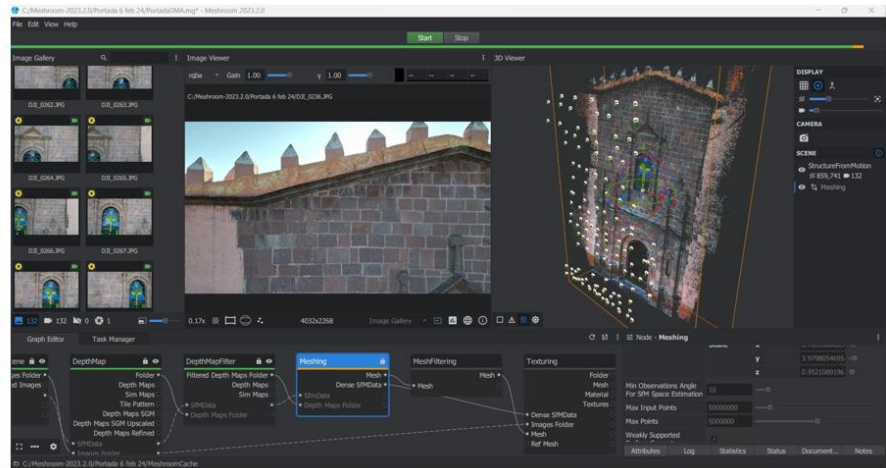 C:/Meshroom-2023.2.0/Portada 6 feb 24/PortadaSMA.mg* - Meshroom 2023.2.0
File Edit View Help
Start Stop
Image Gallery
Image Viewer
3D Viewer
DJI_0262.JPG DJI_0263.JPG
DJI_0264.JPG DJI_0265.JPG
DJI_0266.JPG DJI_0267.JPG
rgba Gain 1.00 γ 1.00 -- -- -- --
C:/Meshroom-2023.2.0/Portada 6 feb 24/DJI_0236.JPG
DISPLAY
CAMERA
SCENE
StructureFromMotion
859,741 132
Meshing
132 132 0 1
0.17x 4032x2268 Image Gallery
Graph Editor Task Manager
DepthMap
Folder
Depth Maps
Sim Maps
Tile Pattern
Depth Maps SGM
Depth Maps SGM Upscaled
Depth Maps Refined
SfMData
Images Folder
DepthMapFilter
Filtered Depth Maps Folder
Depth Maps
Sim Maps
SfMData
Depth Maps Folder
Meshing
Mesh
Dense SfMData
SfmData
Depth Maps Folder
MeshFiltering
Mesh
Mesh
Texturing
Folder
Mesh
Material
Textures
Dense SfMData
Images Folder
Mesh
Ref Mesh
Node - Meshing
x
y 3.9798054695
z 0.9521089196
Min Observations Angle
For SfM Space Estimation 10
Max Input Points 50000000
Max Points 5000000
Weakly Supported
Attributes Log Statistics Status Document... Notes
C:/Meshroom-2023.2.0/Portada 6 feb 24/MeshroomCache